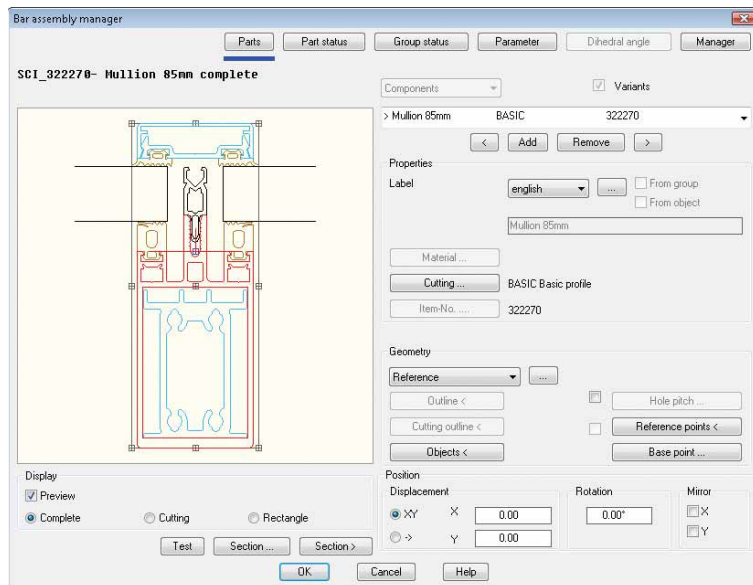 Bar assembly manager
Parts Part status Group status Parameter Dihedral angle Manager
SCI_322270- Mullion 85mm complete
Components Variants
> Mullion 85mm BASIC 322270
< Add Remove >
Properties
Label english ... From group
From object
Mullion 85mm
Material ...
Cutting ... BASIC Basic profile
Item-No. .... 322270
Geometry
Reference ...
Outline < Hole pitch ...
Cutting outline < Reference points <
Objects < Base point ...
Display
Preview
Complete Cutting Rectangle
Test Section ... Section >
Position
Displacement Rotation Mirror
XY X 0.00 0.00° X
-> Y 0.00 Y
OK Cancel Help